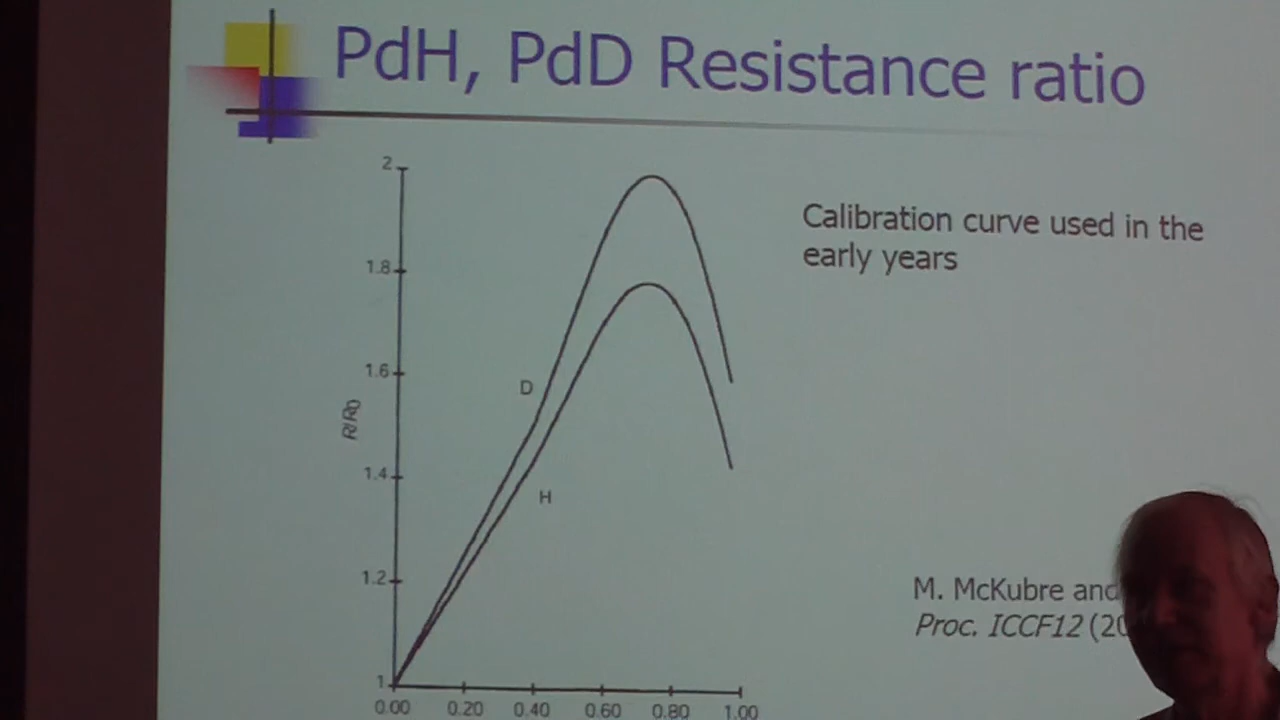 PdH, PdD Resistance ratio
2
1.8
1.6
1.4
1.2
1
R/R0
D
H
0.00 0.20 0.40 0.60 0.80 1.00
Calibration curve used in the
early years
M. McKubre and
Proc. ICCF12 (20